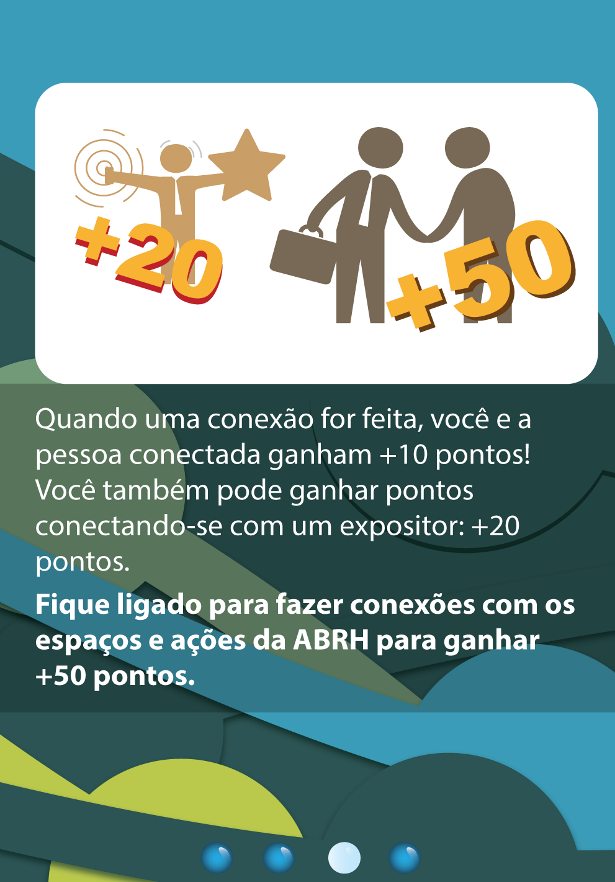 +20
+50
Quando uma conexão for feita, você e a
pessoa conectada ganham +10 pontos!
Você também pode ganhar pontos
conectando-se com um expositor: +20
pontos.
Fique ligado para fazer conexões com os
espaços e ações da ABRH para ganhar
+50 pontos.